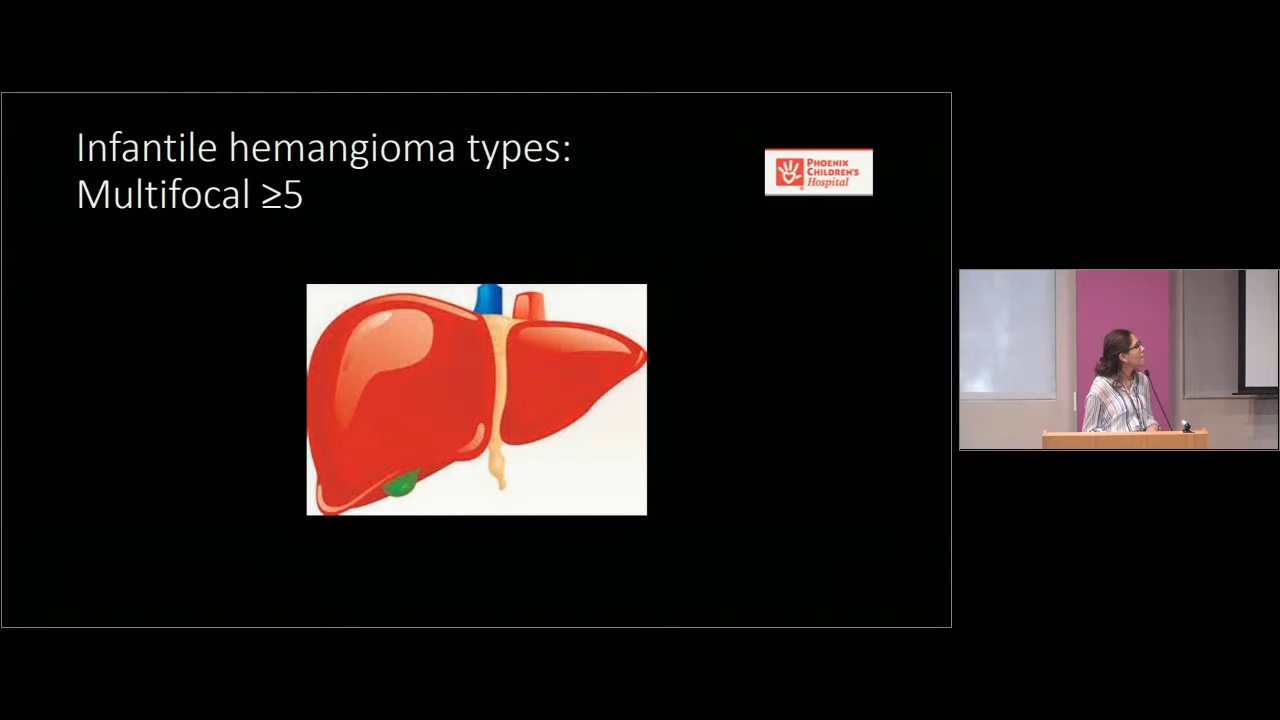 Infantile hemangioma types:
Multifocal ≥5
PHOENIX
CHILDREN'S
Hospital